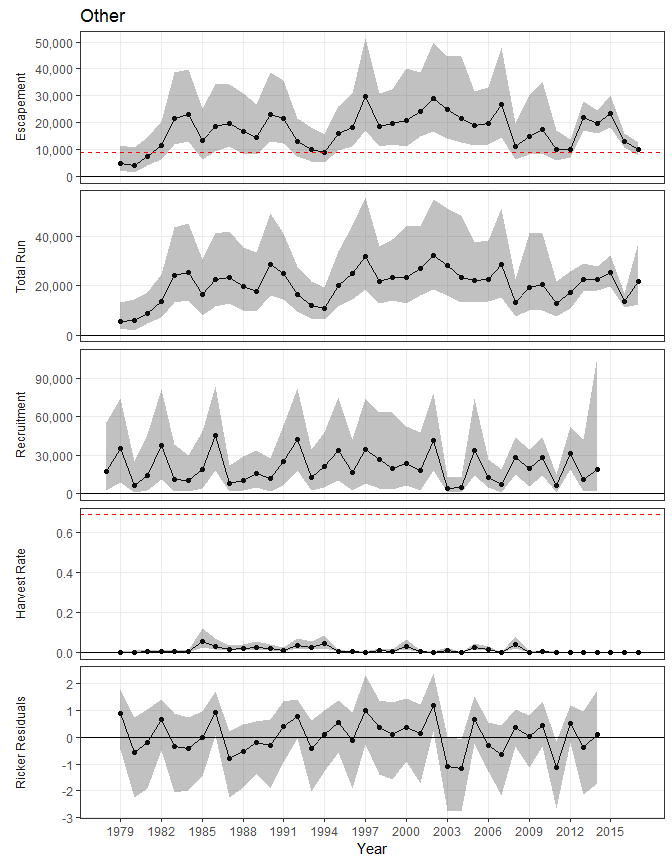 Other
Escapement
50,000
40,000
30,000
20,000
10,000
0
Total Run
40,000
20,000
0
Recruitment
90,000
60,000
30,000
0
Harvest Rate
0.6
0.4
0.2
0.0
Ricker Residuals
2
1
0
-1
-2
-3
1979 1982 1985 1988 1991 1994 1997 2000 2003 2006 2009 2012 2015
Year